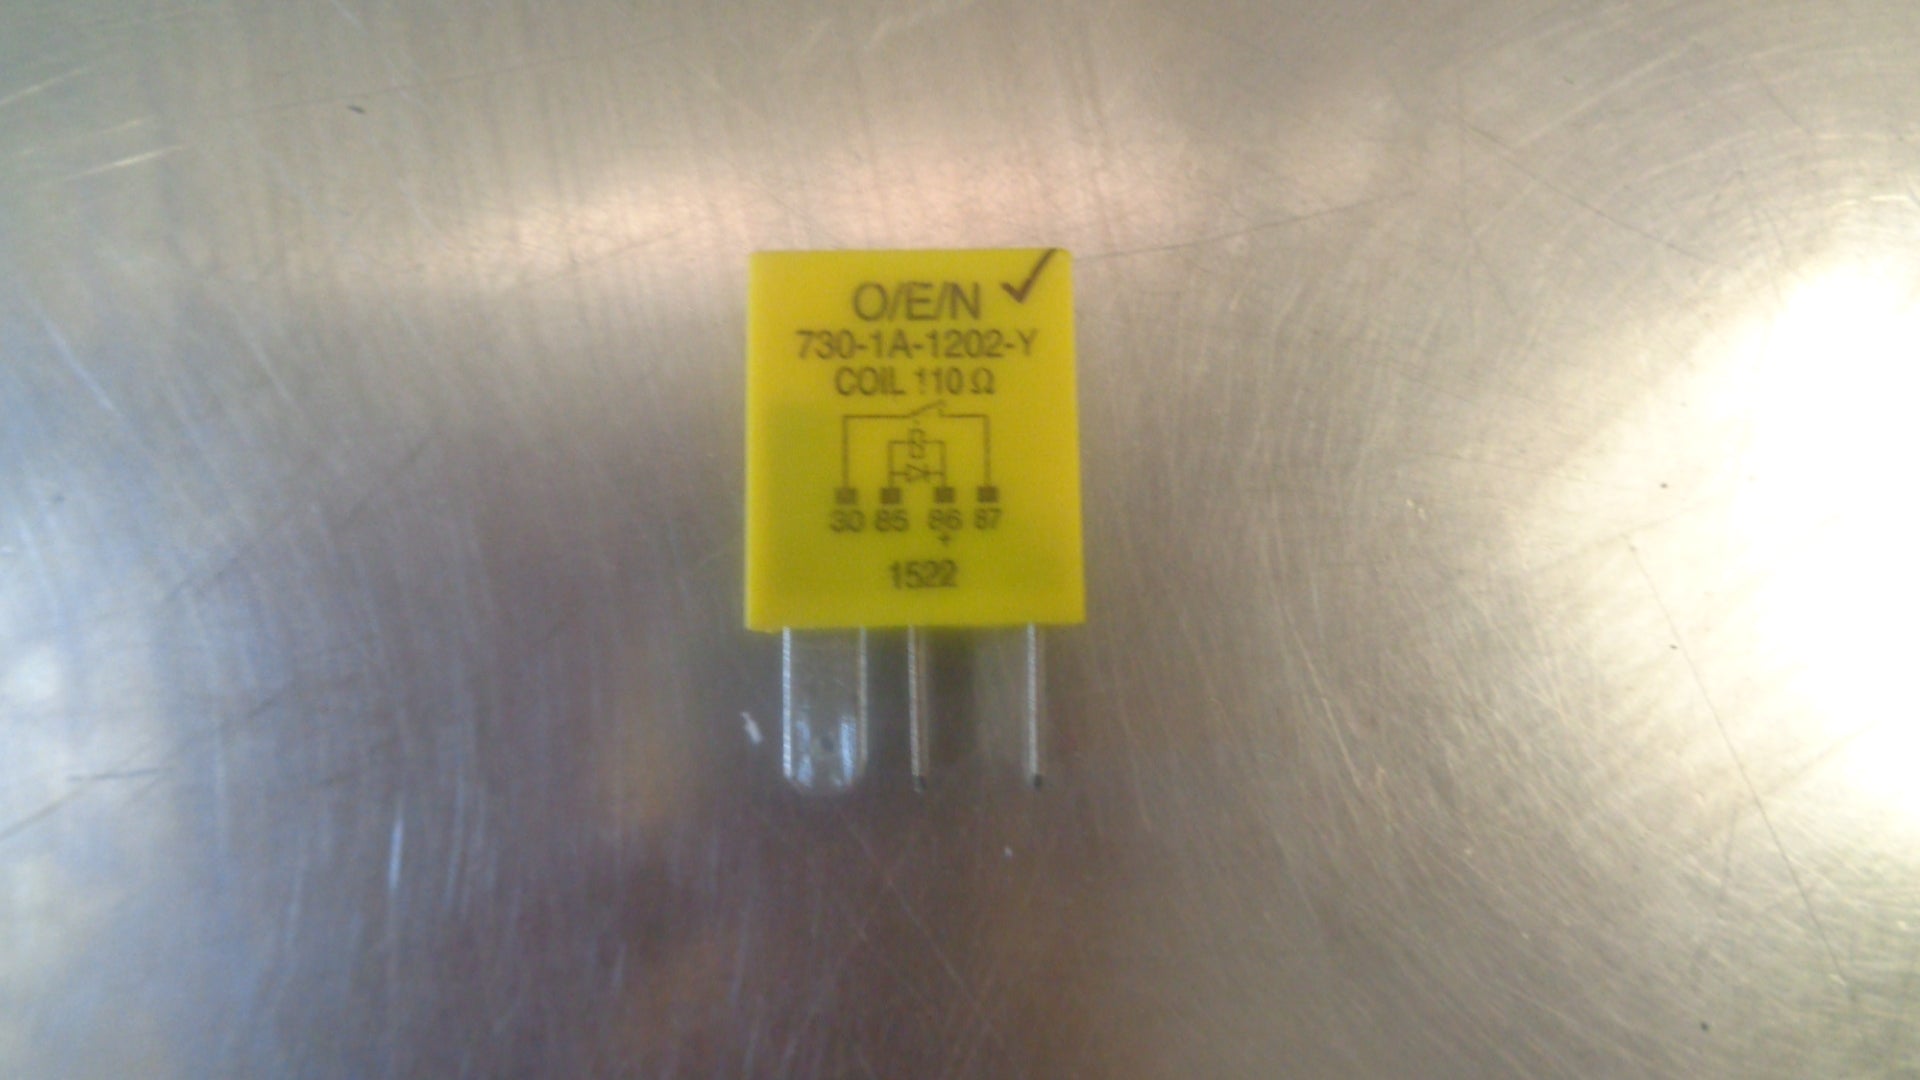 O/E/N
730-1A-1202-Y
COIL 110 Ω
30 85 86 87
+
1522